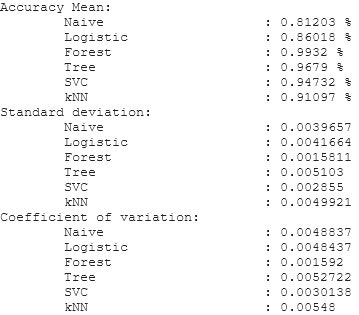 Accuracy Mean:
Naive : 0.81203 %
Logistic : 0.86018 %
Forest : 0.9932 %
Tree : 0.9679 %
SVC : 0.94732 %
kNN : 0.91097 %
Standard deviation:
Naive : 0.0039657
Logistic : 0.0041664
Forest : 0.0015811
Tree : 0.005103
SVC : 0.002855
kNN : 0.0049921
Coefficient of variation:
Naive : 0.0048837
Logistic : 0.0048437
Forest : 0.001592
Tree : 0.0052722
SVC : 0.0030138
kNN : 0.00548